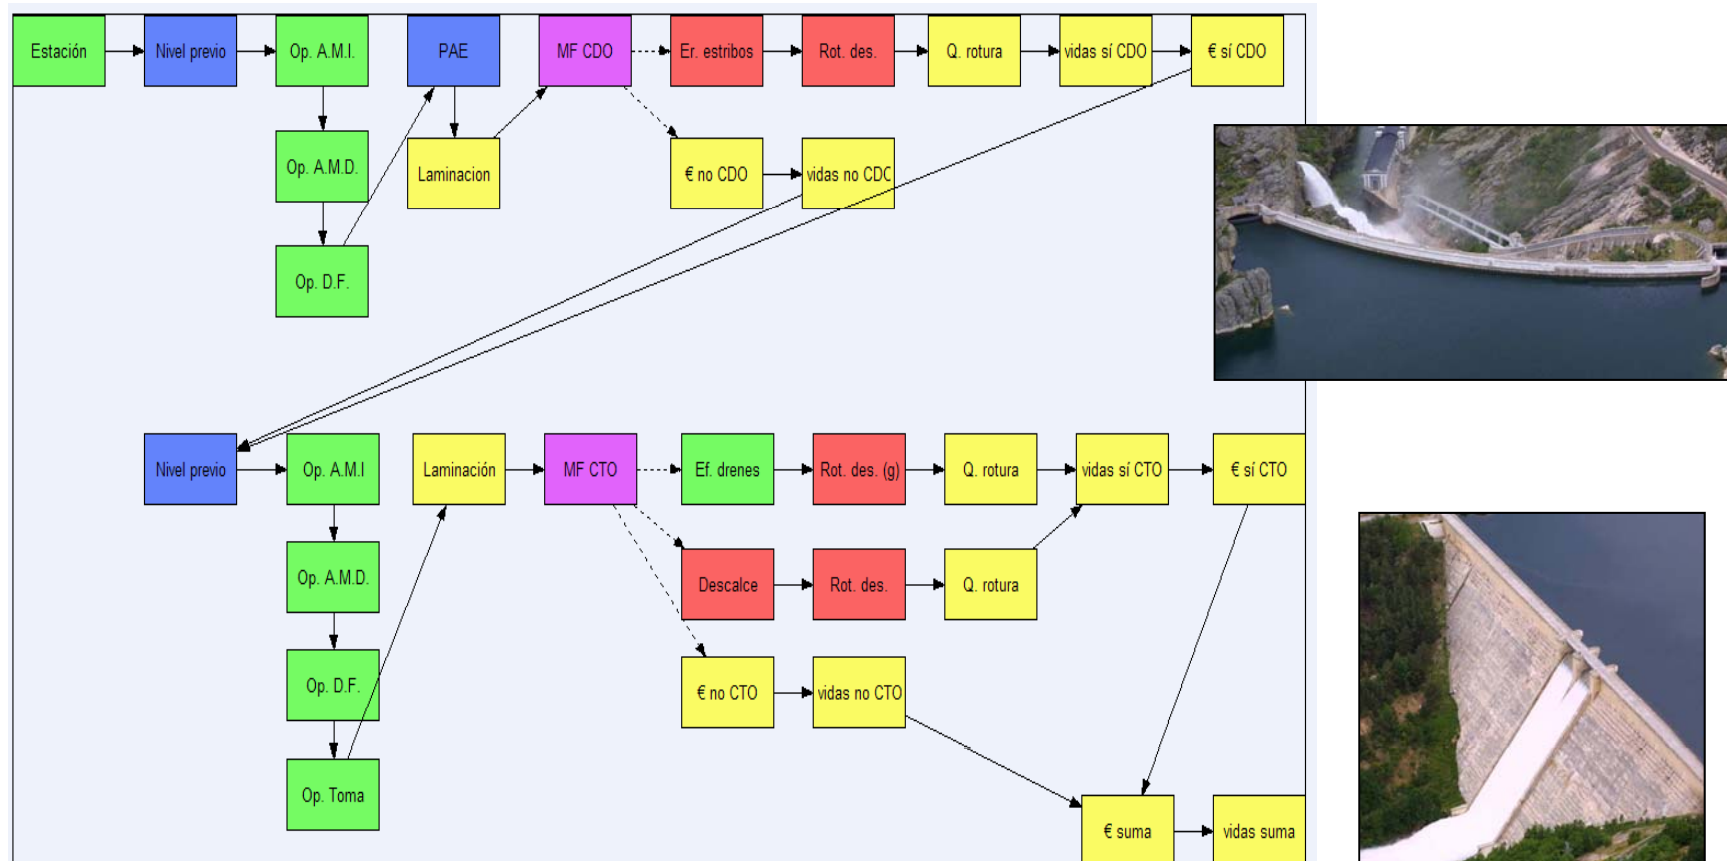 Estación
Nivel previo
Op. A.M.I.
PAE
MF CDO
Er. estribos
Rot. des.
Q. rotura
vidas sí CDO
€ sí CDO
Op. A.M.D.
Laminacion
€ no CDO
vidas no CDO
Op. D.F.
Nivel previo
Op. A.M.I
Laminación
MF CTO
Ef. drenes
Rot. des. (g)
Q. rotura
vidas sí CTO
€ sí CTO
Op. A.M.D.
Descalce
Rot. des.
Q. rotura
Op. D.F.
€ no CTO
vidas no CTO
Op. Toma
€ suma
vidas suma